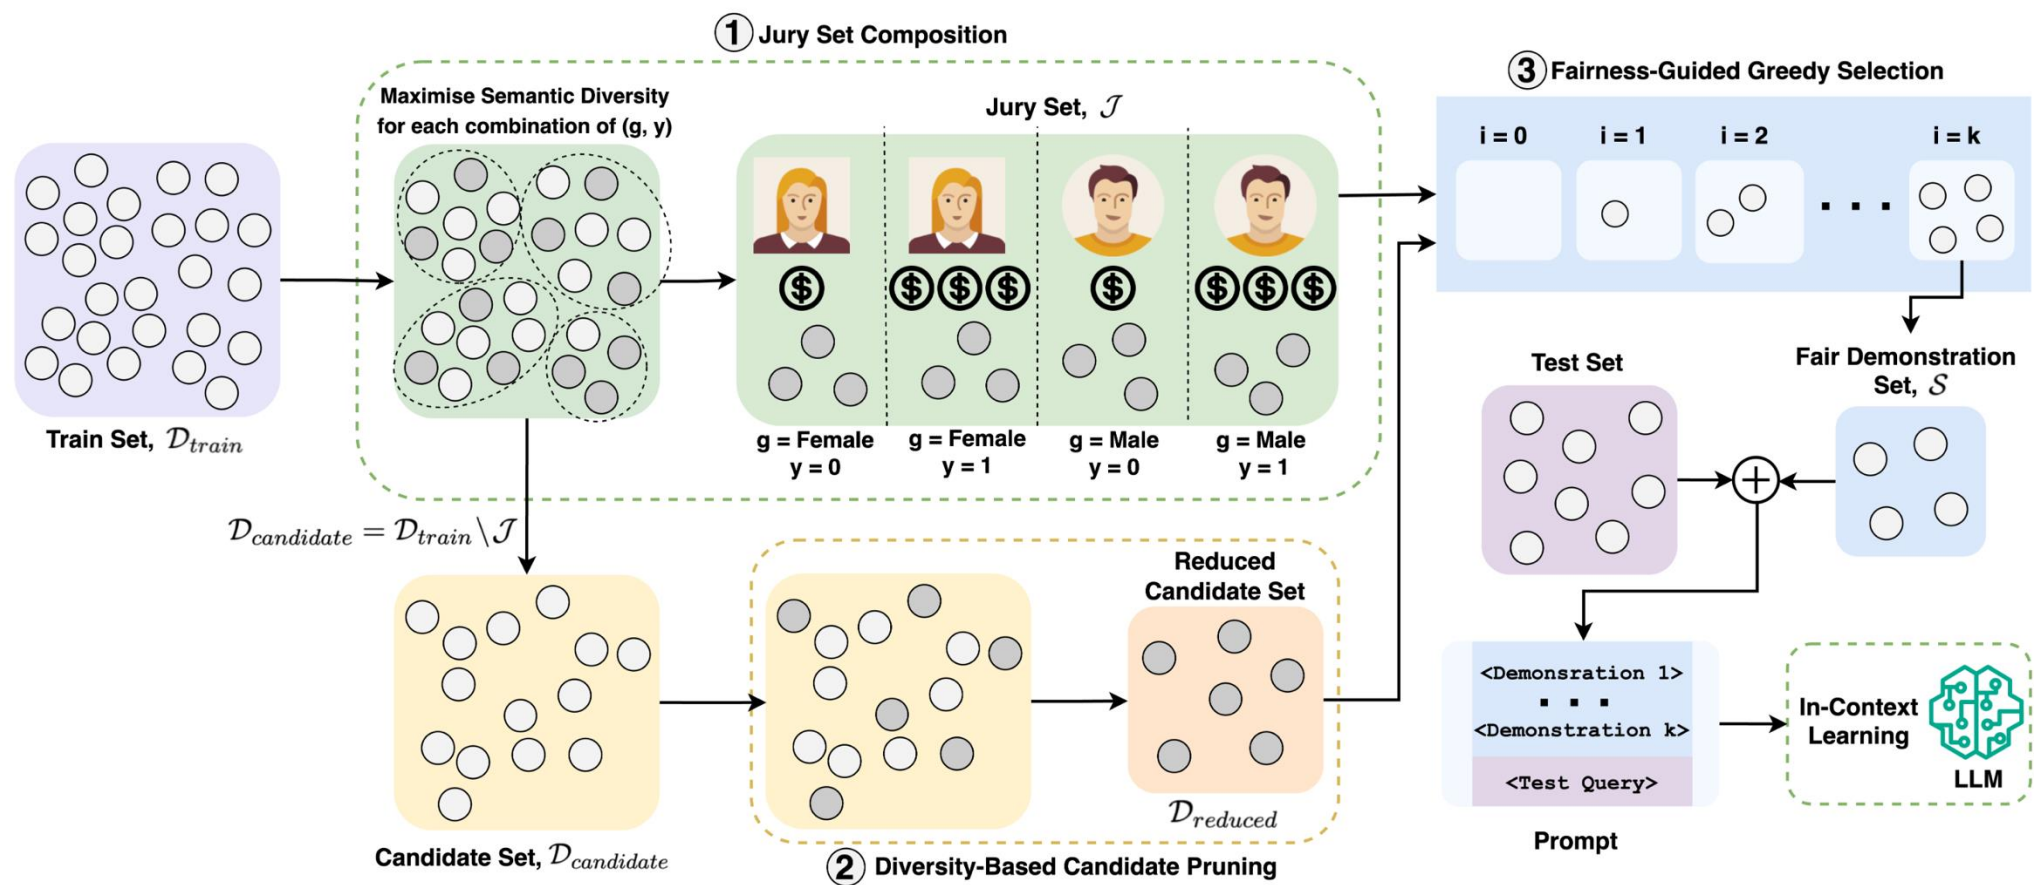 1 Jury Set Composition
Maximise Semantic Diversity
for each combination of (g, y)
Jury Set, 𝒥
$ $ $ $ $ $ $ $
g = Female
y = 0
g = Female
y = 1
g = Male
y = 0
g = Male
y = 1
Train Set, 𝒟train
𝒟candidate = 𝒟train\𝒥
Candidate Set, 𝒟candidate
Reduced
Candidate Set
𝒟reduced
2 Diversity-Based Candidate Pruning
3 Fairness-Guided Greedy Selection
i = 0
i = 1
i = 2
. . .
i = k
Fair Demonstration
Set, 𝒮
Test Set
+
<Demonsration 1>
. . .
<Demonstration k>
<Test Query>
Prompt
In-Context
Learning
LLM